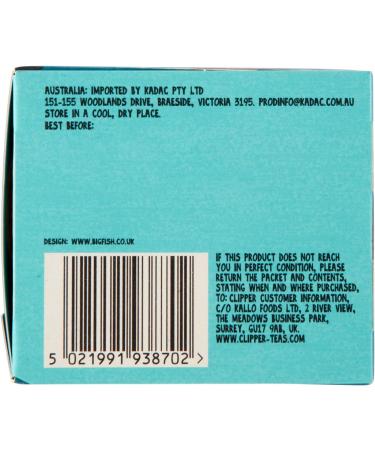 AUSTRALIA: IMPORTED BY KADAC PTY LTD
151-155 WOODLANDS DRIVE, BRAESIDE, VICTORIA 3195. PRODINFO@KADAC.COM.AU
STORE IN A COOL, DRY PLACE.
BEST BEFORE:
DESIGN: WWW.BIGFISH.CO.UK
IF THIS PRODUCT DOES NOT REACH
YOU IN PERFECT CONDITION, PLEASE
RETURN THE PACKET AND CONTENTS,
STATING WHEN AND WHERE PURCHASED,
TO: CLIPPER CUSTOMER INFORMATION,
C/O KALLO FOODS LTD, 2 RIVER VIEW,
THE MEADOWS BUSINESS PARK,
SURREY, GU17 9AB, UK.
WWW.CLIPPER-TEAS.COM
5 021991 938702 >